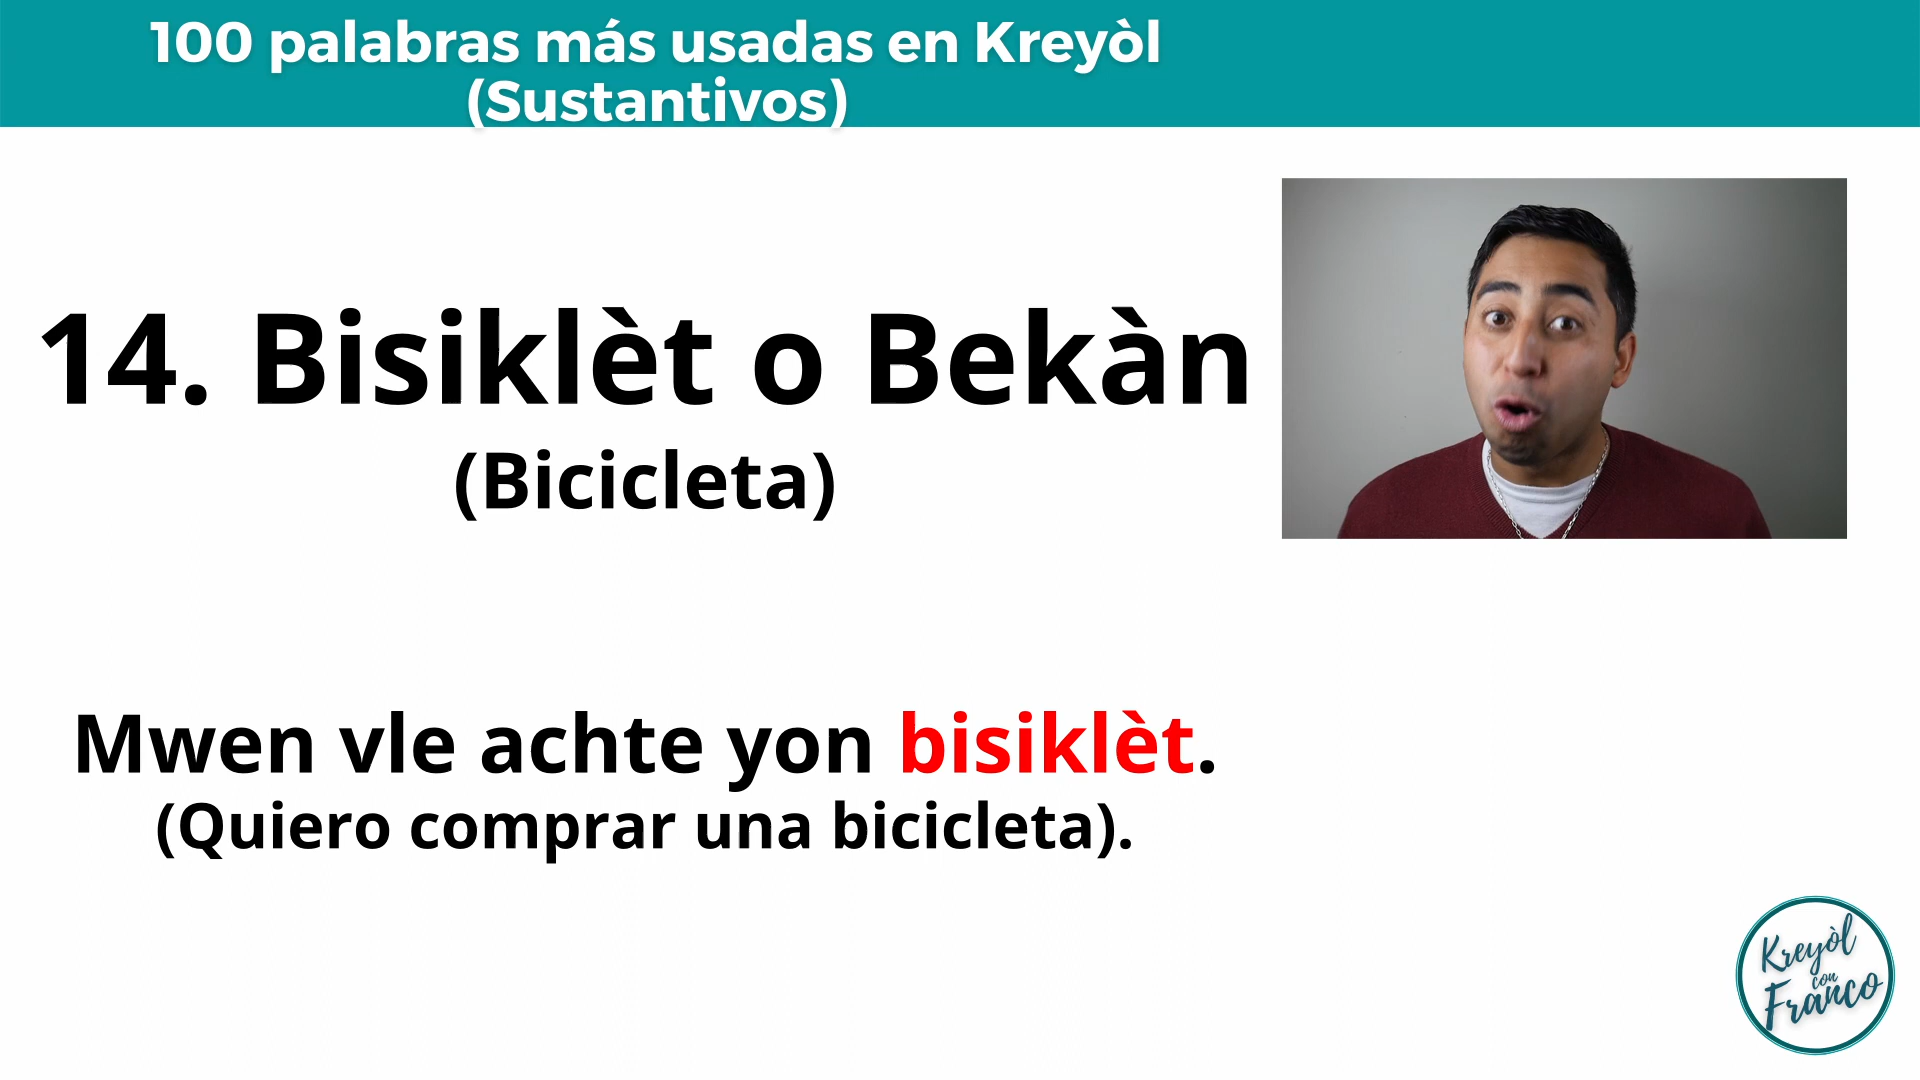 100 palabras más usadas en Kreyòl
(Sustantivos)
14. Bisiklèt o Bekàn
(Bicicleta)
Mwen vle achte yon bisiklèt.
(Quiero comprar una bicicleta).
Kreyòl
con
Franco